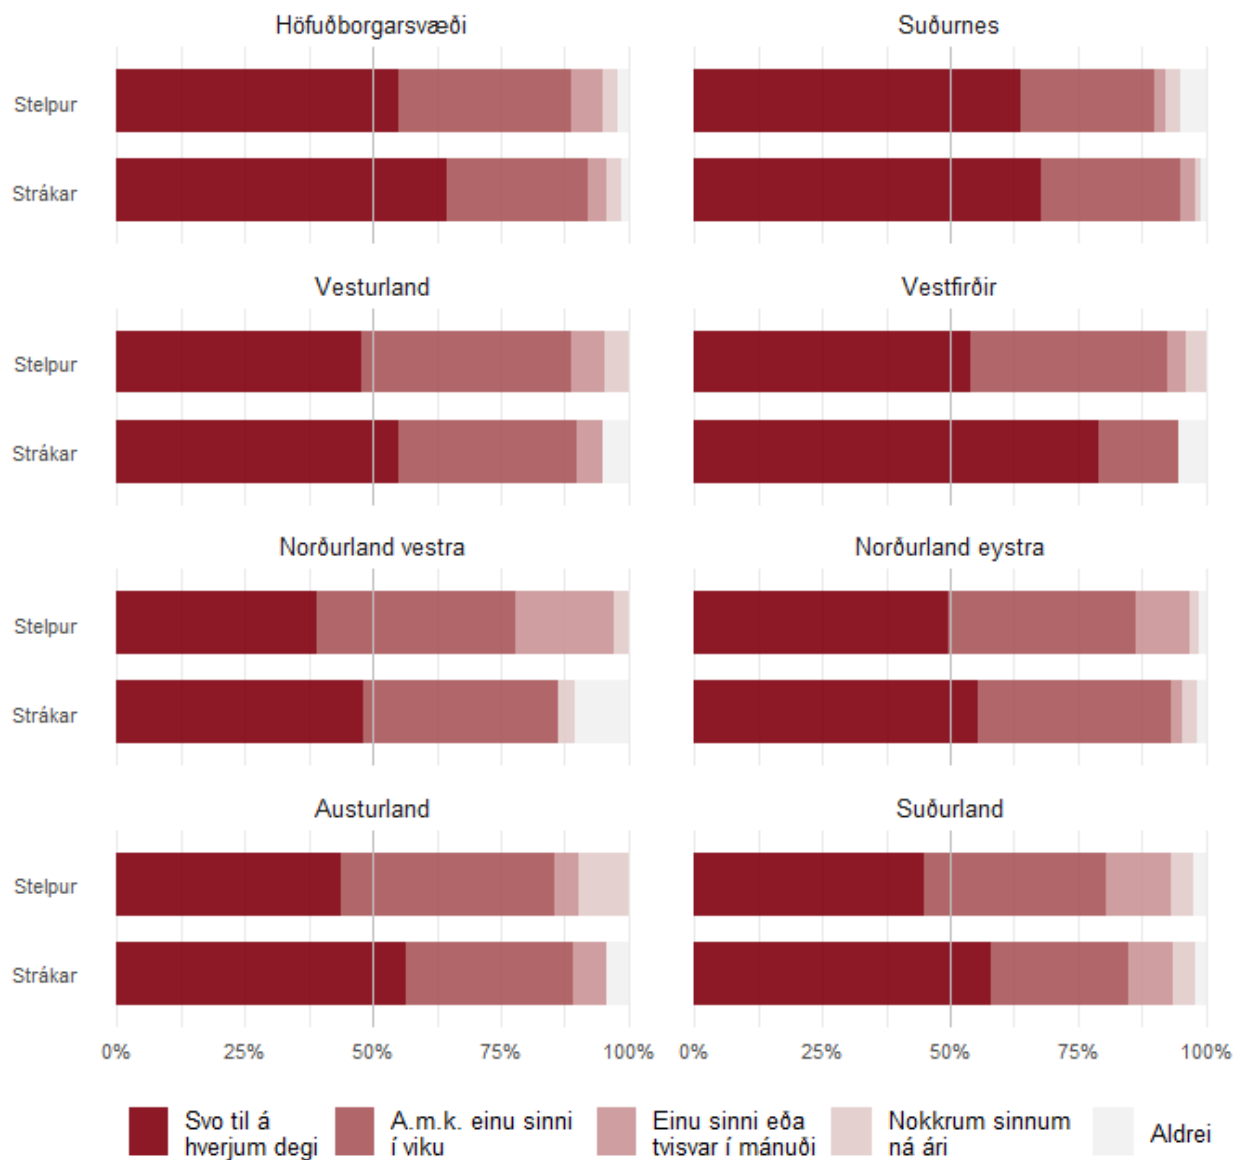 Höfuðborgarsvæði
Suðurnes
Stelpur
Strákar
Vesturland
Vestfirðir
Stelpur
Strákar
Norðurland vestra
Norðurland eystra
Stelpur
Strákar
Austurland
Suðurland
Stelpur
Strákar
0% 25% 50% 75% 100% 0% 25% 50% 75% 100%
Svo til á
hverjum degi
A.m.k. einu sinni
í viku
Einu sinni eða
tvisvar í mánuði
Nokkrum sinnum
ná ári
Aldrei